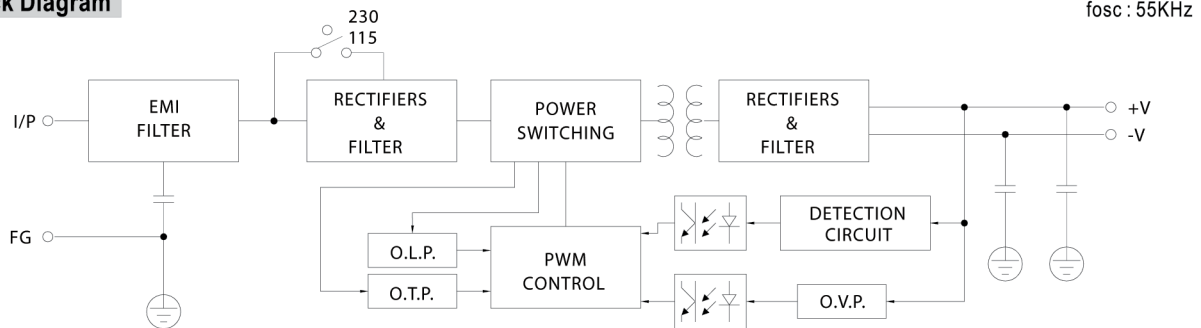 Diagram
fosc : 55KHz
230
115
I/P
EMI
FILTER
RECTIFIERS
&
FILTER
POWER
SWITCHING
RECTIFIERS
&
FILTER
+V
-V
FG
O.L.P.
O.T.P.
PWM
CONTROL
DETECTION
CIRCUIT
O.V.P.